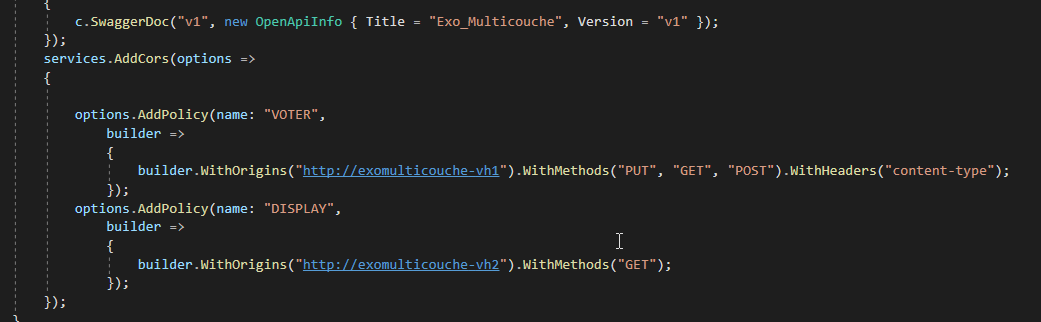 {
c.SwaggerDoc("v1", new OpenApiInfo { Title = "Exo_Multicouche", Version = "v1" });
});
services.AddCors(options =>
{
options.AddPolicy(name: "VOTER",
builder =>
{
builder.WithOrigins("http://exomulticouche-vh1").WithMethods("PUT", "GET", "POST").WithHeaders("content-type");
});
options.AddPolicy(name: "DISPLAY",
builder =>
{
builder.WithOrigins("http://exomulticouche-vh2").WithMethods("GET");
});
});
}